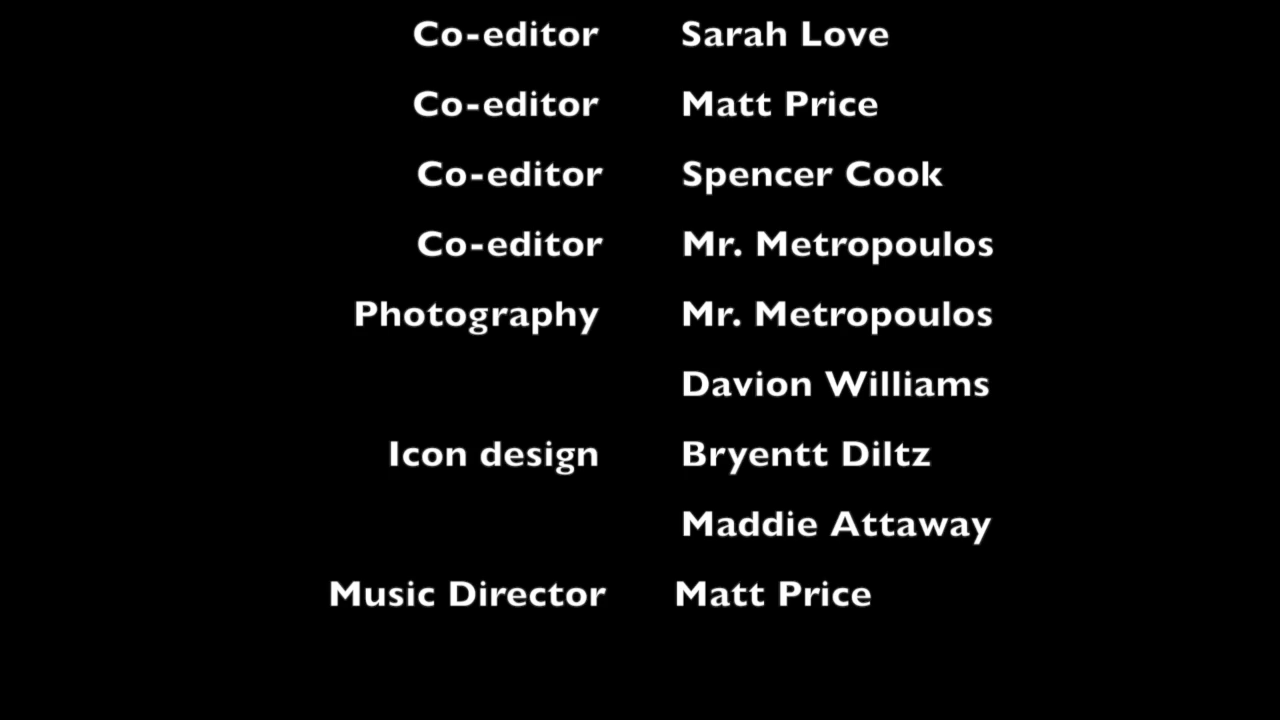 Co-editor Sarah Love
Co-editor Matt Price
Co-editor Spencer Cook
Co-editor Mr. Metropoulos
Photography Mr. Metropoulos
Davion Williams
Icon design Bryentt Diltz
Maddie Attaway
Music Director Matt Price